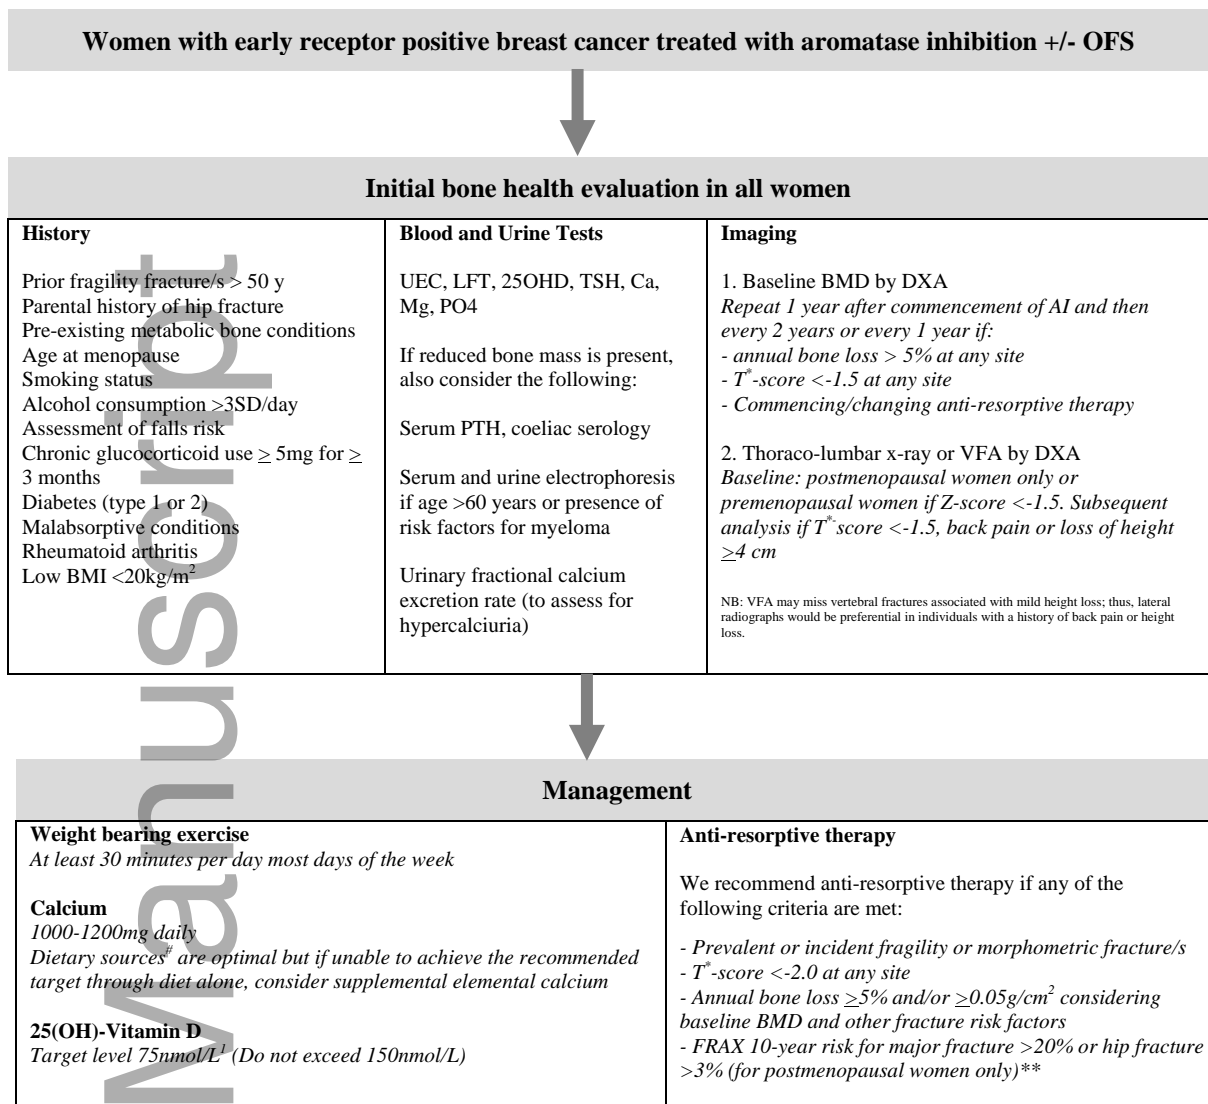 Women with early receptor positive breast cancer treated with aromatase inhibition +/- OFS
Initial bone health evaluation in all women
History
Prior fragility fracture/s > 50 y
Parental history of hip fracture
Pre-existing metabolic bone conditions
Age at menopause
Smoking status
Alcohol consumption >3SD/day
Assessment of falls risk
Chronic glucocorticoid use ≥ 5mg for ≥
3 months
Diabetes (type 1 or 2)
Malabsorptive conditions
Rheumatoid arthritis
Low BMI <20kg/m²
Blood and Urine Tests
UEC, LFT, 25OHD, TSH, Ca,
Mg, PO4
If reduced bone mass is present,
also consider the following:
Serum PTH, coeliac serology
Serum and urine electrophoresis
if age >60 years or presence of
risk factors for myeloma
Urinary fractional calcium
excretion rate (to assess for
hypercalciuria)
Imaging
1. Baseline BMD by DXA
Repeat 1 year after commencement of AI and then
every 2 years or every 1 year if:
- annual bone loss > 5% at any site
- T*-score <-1.5 at any site
- Commencing/changing anti-resorptive therapy
2. Thoraco-lumbar x-ray or VFA by DXA
Baseline: postmenopausal women only or
premenopausal women if Z-score <-1.5. Subsequent
analysis if T*-score <-1.5, back pain or loss of height
≥4 cm
NB: VFA may miss vertebral fractures associated with mild height loss; thus, lateral
radiographs would be preferential in individuals with a history of back pain or height
loss.
Management
Weight bearing exercise
At least 30 minutes per day most days of the week
Calcium
1000-1200mg daily
Dietary sources# are optimal but if unable to achieve the recommended
target through diet alone, consider supplemental elemental calcium
25(OH)-Vitamin D
Target level 75nmol/L¹ (Do not exceed 150nmol/L)
Anti-resorptive therapy
We recommend anti-resorptive therapy if any of the
following criteria are met:
- Prevalent or incident fragility or morphometric fracture/s
- T*-score <-2.0 at any site
- Annual bone loss ≥5% and/or ≥0.05g/cm² considering
baseline BMD and other fracture risk factors
- FRAX 10-year risk for major fracture >20% or hip fracture
>3% (for postmenopausal women only)**
Manuscript